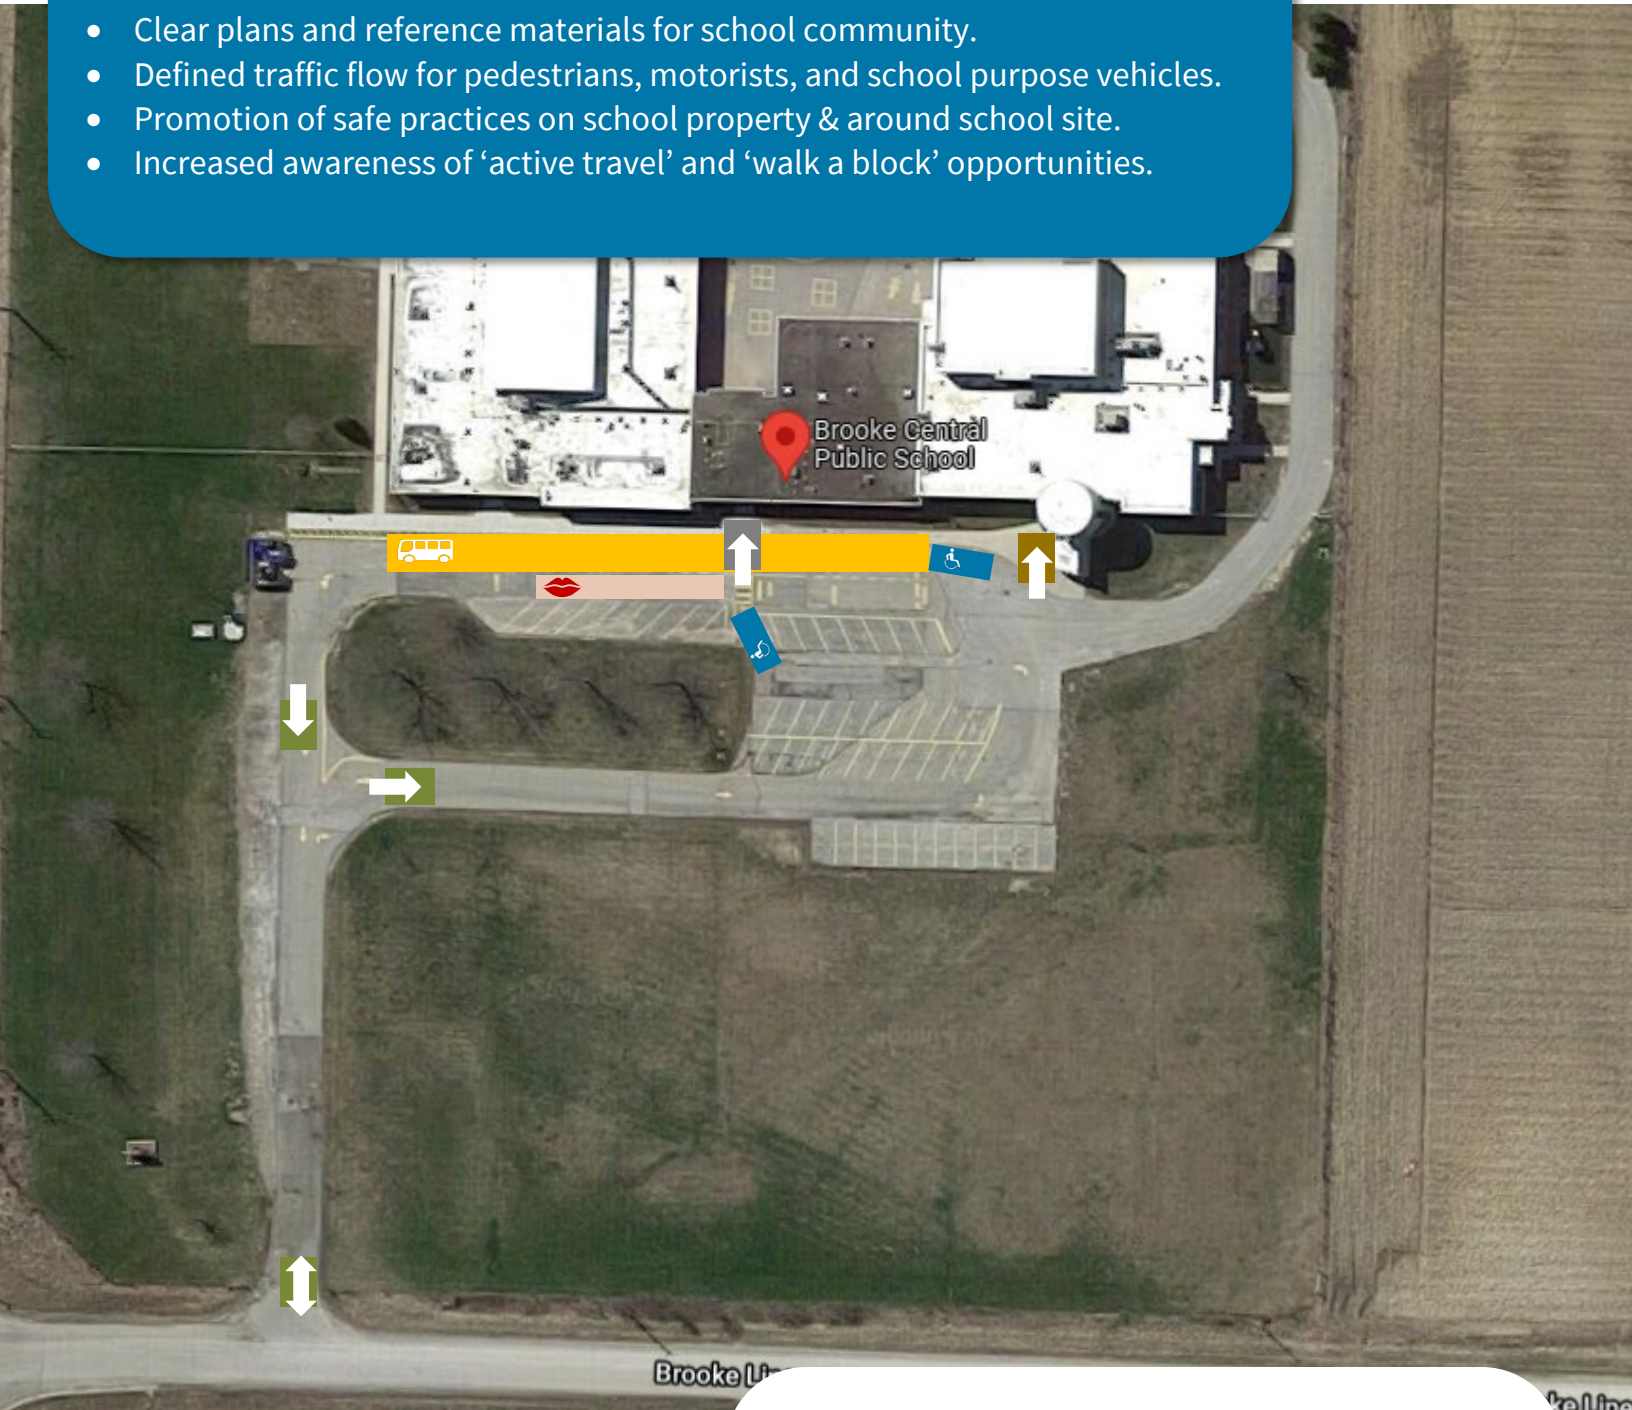 • Clear plans and reference materials for school community.
• Defined traffic flow for pedestrians, motorists, and school purpose vehicles.
• Promotion of safe practices on school property & around school site.
• Increased awareness of ‘active travel’ and ‘walk a block’ opportunities.
Brooke Central
Public School
Brooke